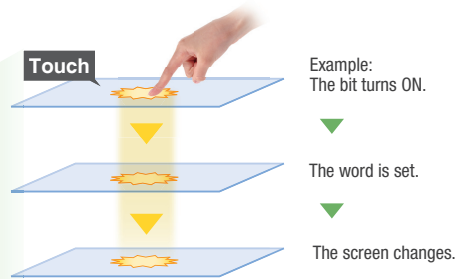 Touch
Example:
The bit turns ON.
The word is set.
The screen changes.